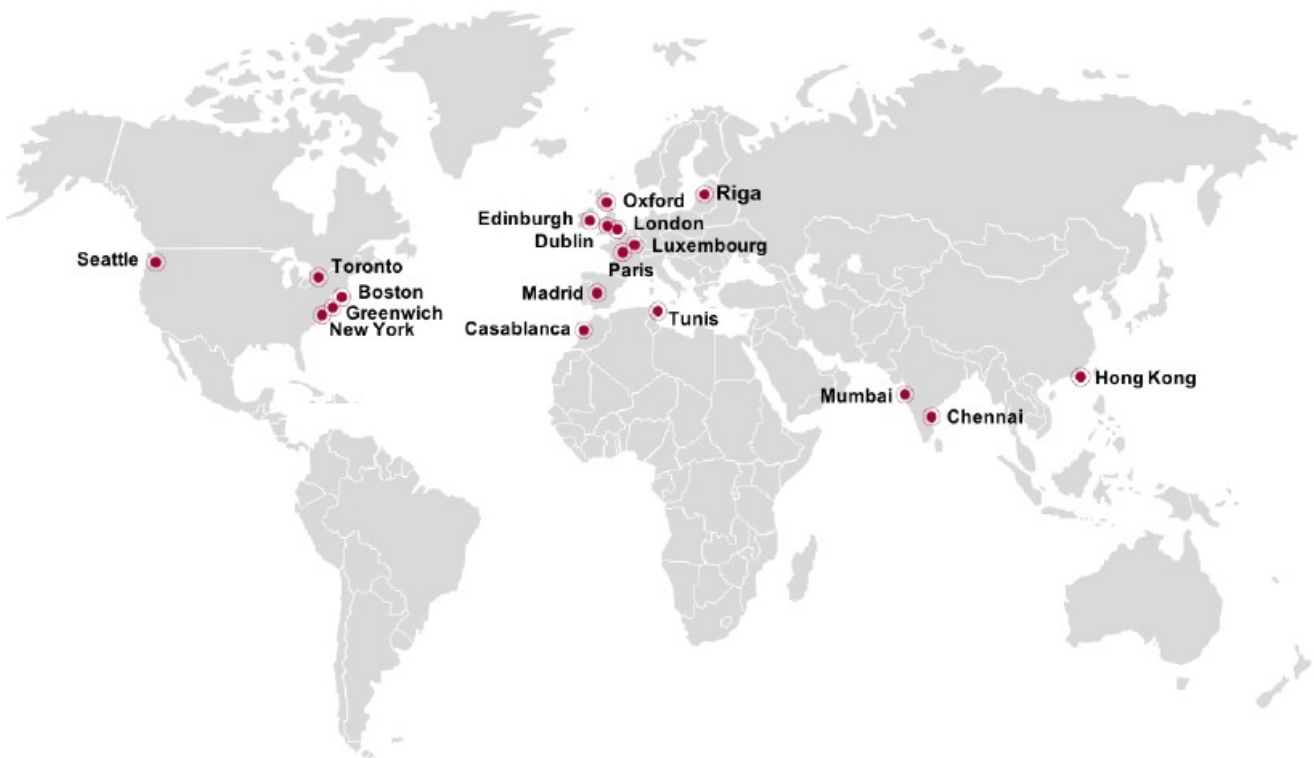 Riga
Oxford
Edinburgh
London
Dublin
Luxembourg
Seattle
Toronto
Paris
Boston
Madrid
Greenwich
Tunis
New York
Casablanca
Hong Kong
Mumbai
Chennai